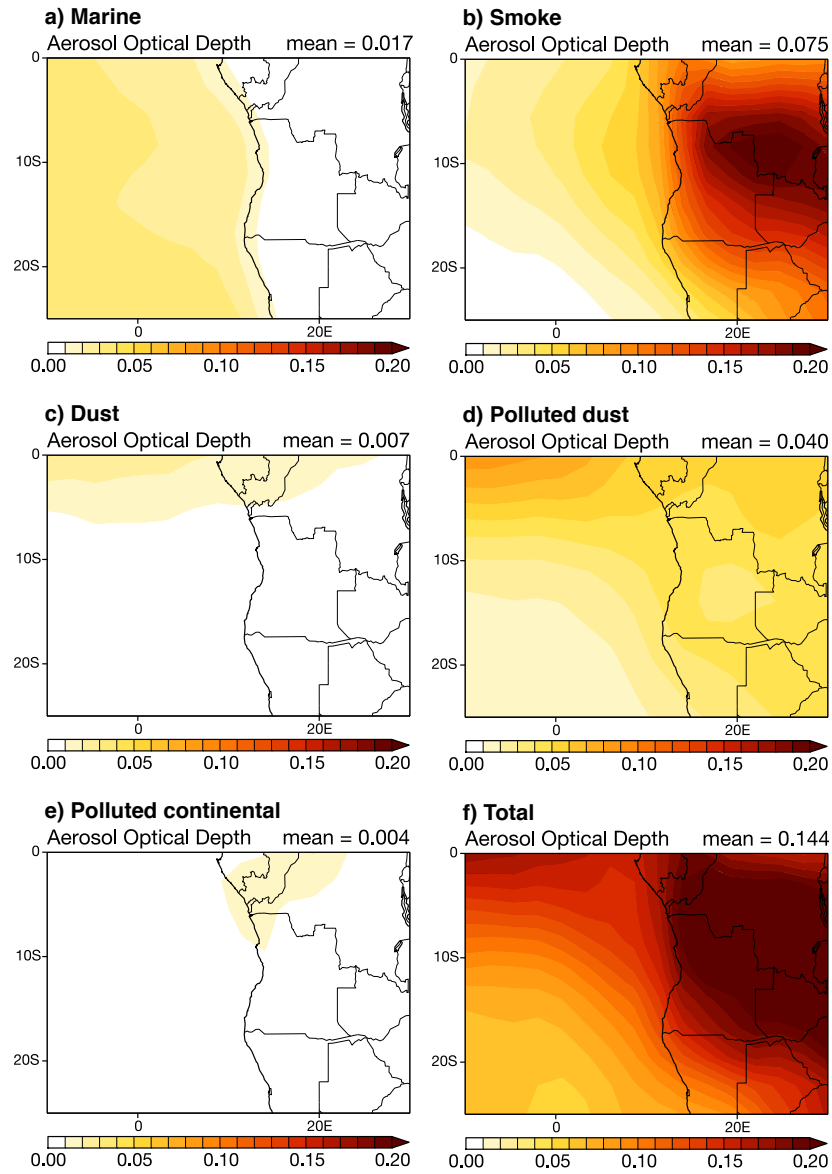 a) Marine
Aerosol Optical Depth mean = 0.017
0
10S
20S
0 20E
0.00 0.05 0.10 0.15 0.20
b) Smoke
Aerosol Optical Depth mean = 0.075
0
10S
20S
0 20E
0.00 0.05 0.10 0.15 0.20
c) Dust
Aerosol Optical Depth mean = 0.007
0
10S
20S
0 20E
0.00 0.05 0.10 0.15 0.20
d) Polluted dust
Aerosol Optical Depth mean = 0.040
0
10S
20S
0 20E
0.00 0.05 0.10 0.15 0.20
e) Polluted continental
Aerosol Optical Depth mean = 0.004
0
10S
20S
0 20E
0.00 0.05 0.10 0.15 0.20
f) Total
Aerosol Optical Depth mean = 0.144
0
10S
20S
0 20E
0.00 0.05 0.10 0.15 0.20